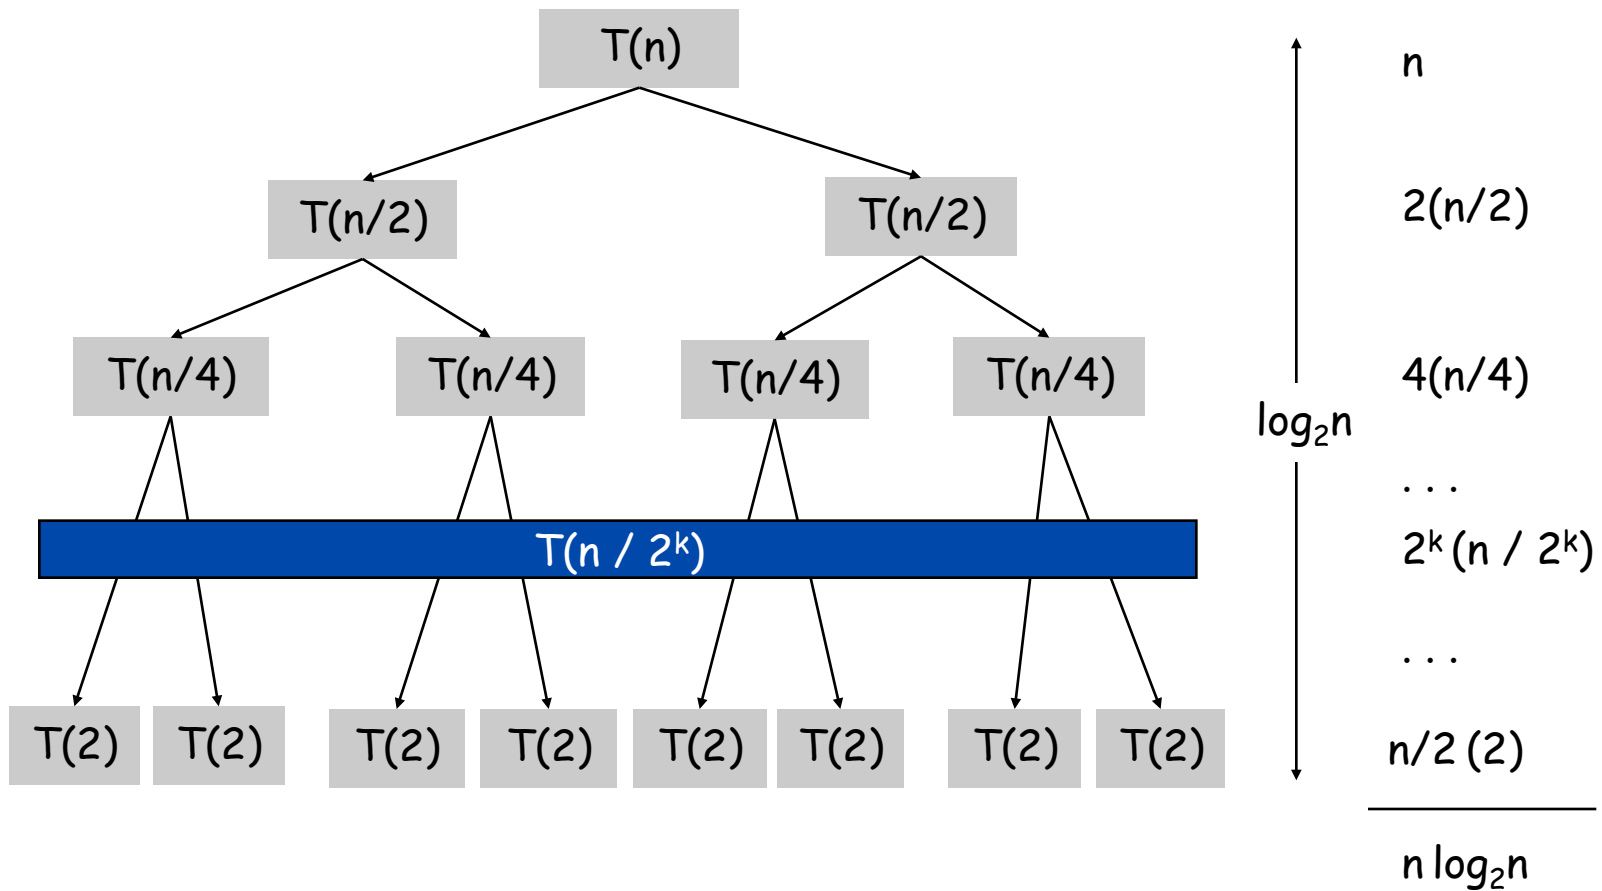 T(n)
n
T(n/2) T(n/2)
2(n/2)
T(n/4) T(n/4) T(n/4) T(n/4)
4(n/4)
log₂n
. . .
T(n / 2ᵏ)
2ᵏ (n / 2ᵏ)
. . .
T(2) T(2) T(2) T(2) T(2) T(2) T(2) T(2)
n/2 (2)
n log₂n